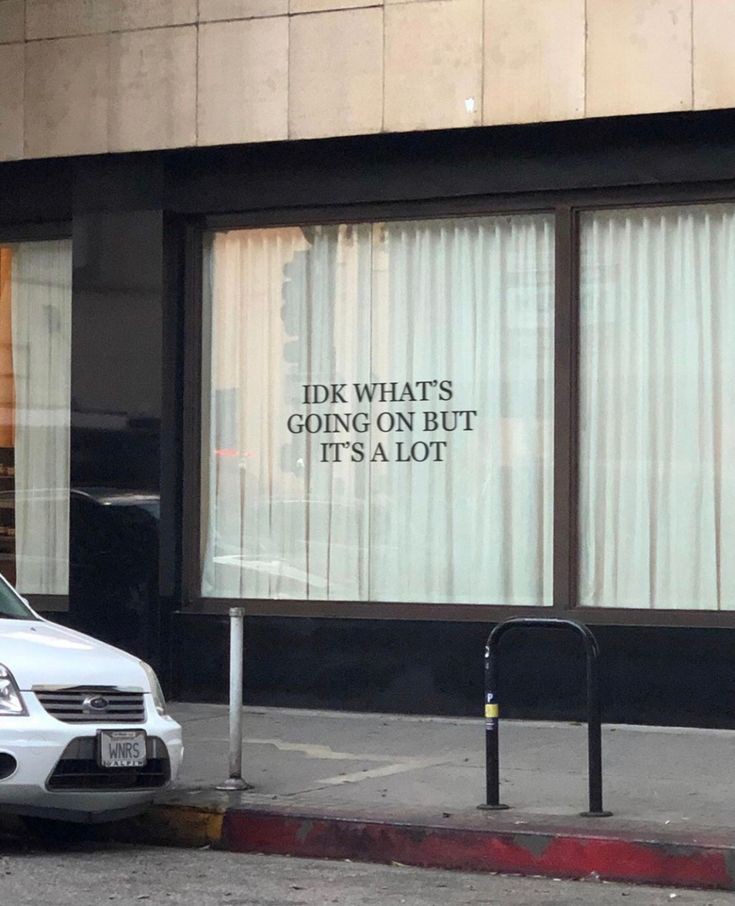 IDK WHAT'S
GOING ON BUT
IT'S A LOT
P
WNRS